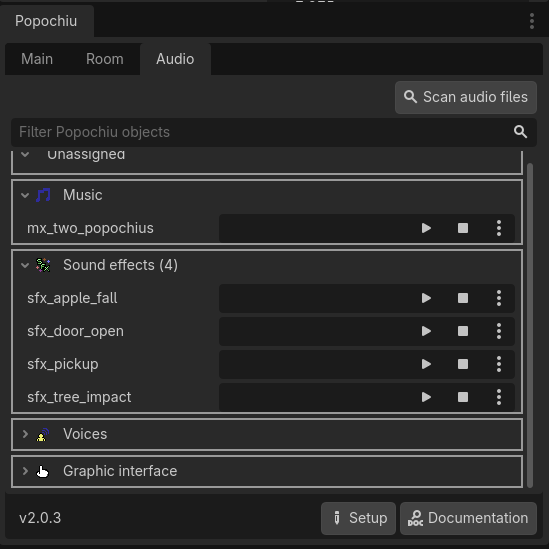 Popochiu
Main Room Audio
Scan audio files
Filter Popochiu objects
Unassigned
Music
mx_two_popochius
Sound effects (4)
sfx_apple_fall
sfx_door_open
sfx_pickup
sfx_tree_impact
Voices
Graphic interface
v2.0.3 Setup Documentation